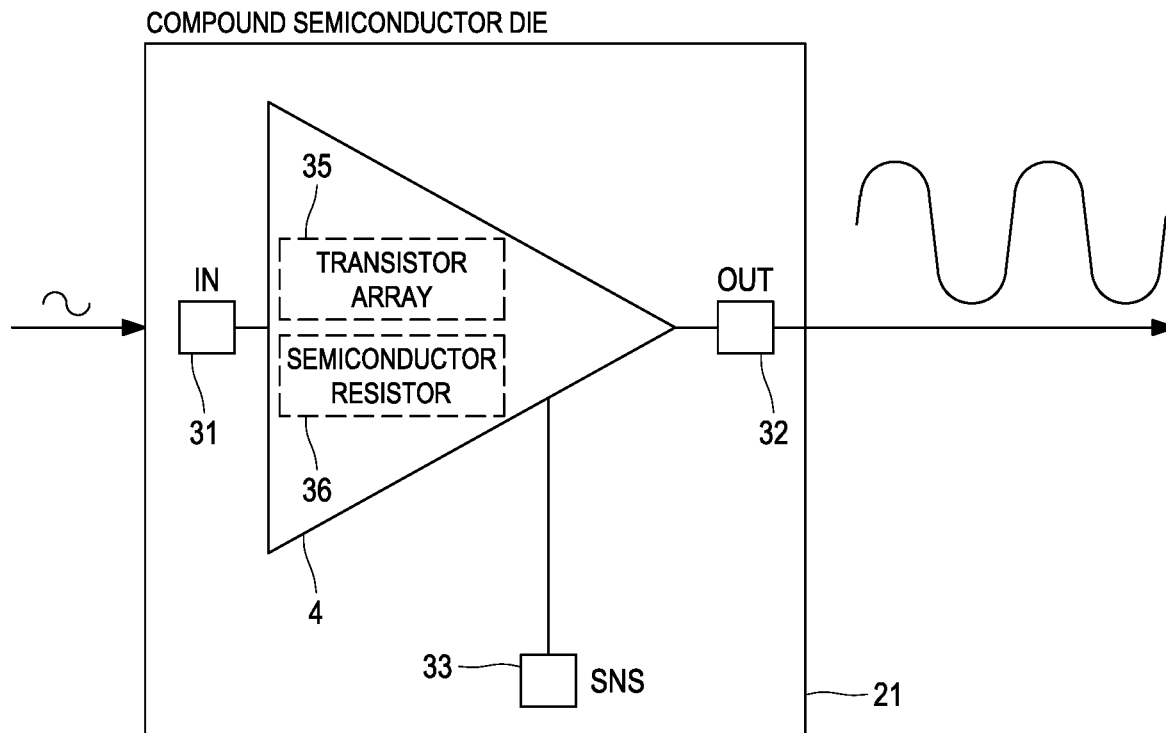 COMPOUND SEMICONDUCTOR DIE
35
TRANSISTOR
ARRAY
IN
OUT
SEMICONDUCTOR
RESISTOR
31
32
36
4
33
SNS
21